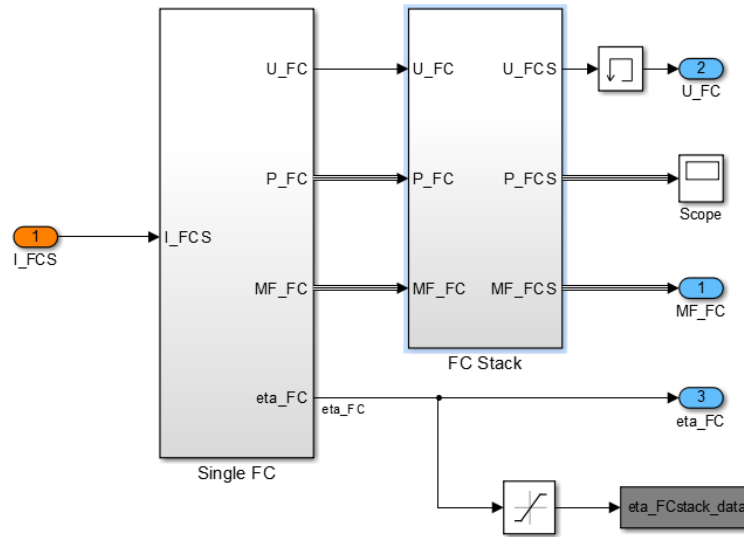 U_FC
U_FC
U_FCS
2
U_FC
P_FC
P_FC
P_FCS
Scope
1
I_FCS
I_FCS
MF_FC
MF_FC
MF_FCS
1
MF_FC
FC Stack
eta_FC
eta_FC
3
eta_FC
Single FC
eta_FCstack_data